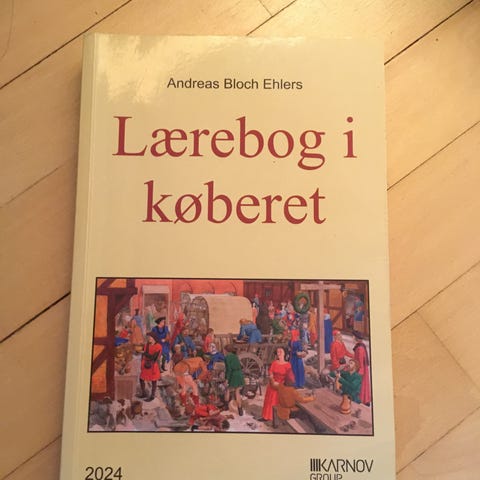 Andreas Bloch Ehlers
Lærebog i
køberet
2024
KARNOV
GROUP